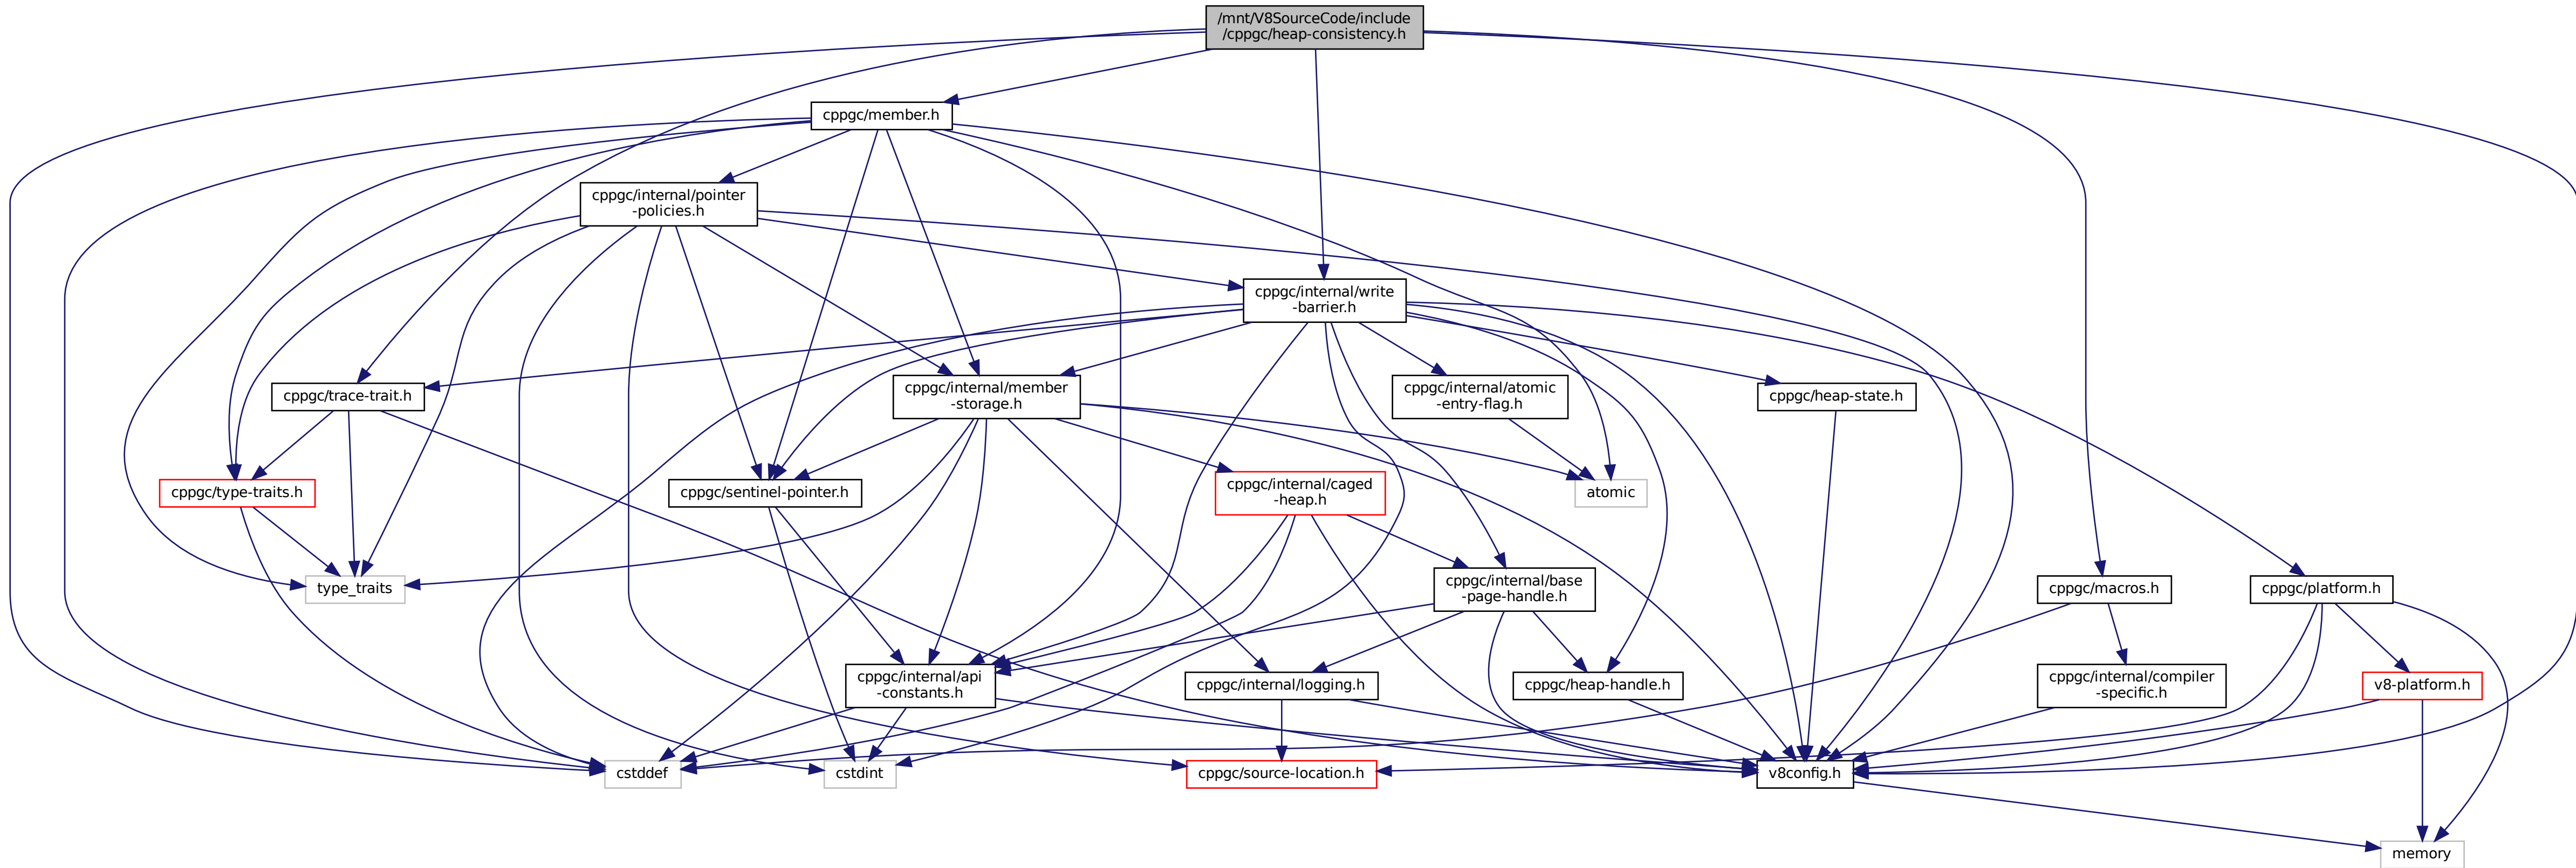 /mnt/V8SourceCode/include
/cppgc/heap-consistency.h
cppgc/member.h
cppgc/internal/pointer
-policies.h
cppgc/internal/write
-barrier.h
cppgc/trace-trait.h
cppgc/internal/member
-storage.h
cppgc/internal/atomic
-entry-flag.h
cppgc/heap-state.h
cppgc/type-traits.h
cppgc/sentinel-pointer.h
cppgc/internal/caged
-heap.h
atomic
type_traits
cppgc/internal/base
-page-handle.h
cppgc/macros.h
cppgc/platform.h
cppgc/internal/api
-constants.h
cppgc/internal/logging.h
cppgc/heap-handle.h
cppgc/internal/compiler
-specific.h
v8-platform.h
cstddef
cstdint
cppgc/source-location.h
v8config.h
memory